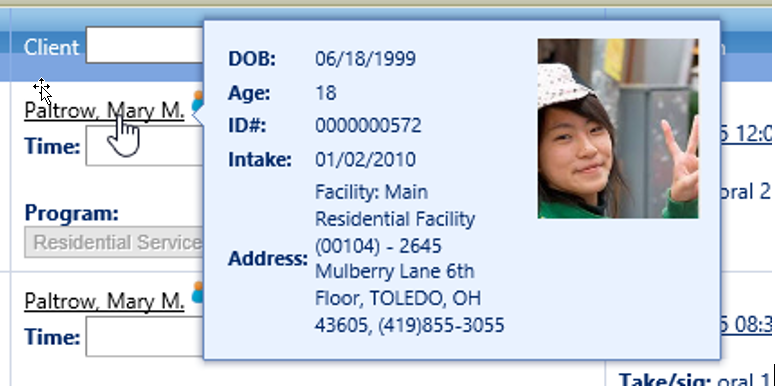 Client
Paltrow, Mary M.
Time:
Program:
Residential Service
Paltrow, Mary M.
Time:
DOB: 06/18/1999
Age: 18
ID#: 0000000572
Intake: 01/02/2010
Address: Facility: Main
Residential Facility
(00104) - 2645
Mulberry Lane 6th
Floor, TOLEDO, OH
43605, (419)855-3055
5 12:0
oral 2
5 08:3
Take/sig: oral 1